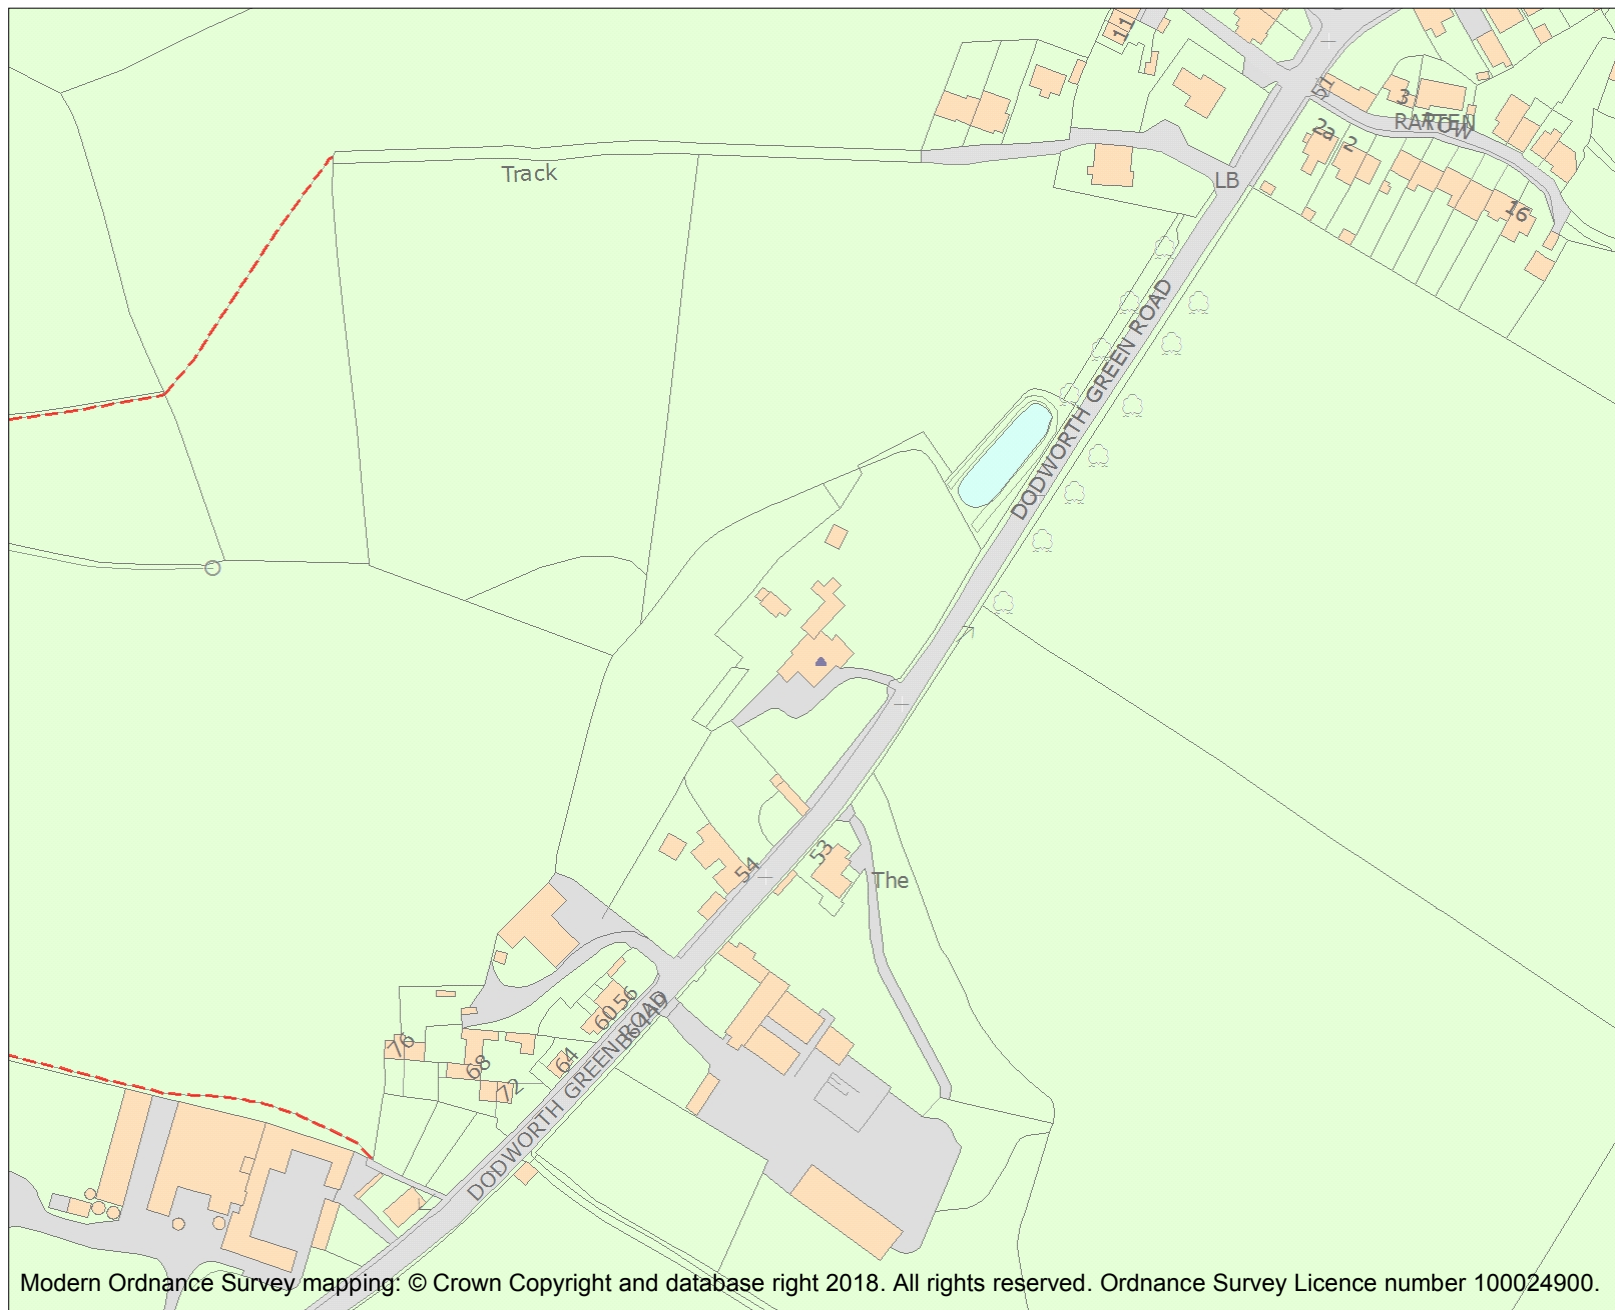 11
51
3
RATTEN
ROW
2a
2
Track
LB
16
DODWORTH GREEN ROAD
53
54
The
56
60
B6449
76
64
68
72
DODWORTH GREEN ROAD
Modern Ordnance Survey mapping: © Crown Copyright and database right 2018. All rights reserved. Ordnance Survey Licence number 100024900.